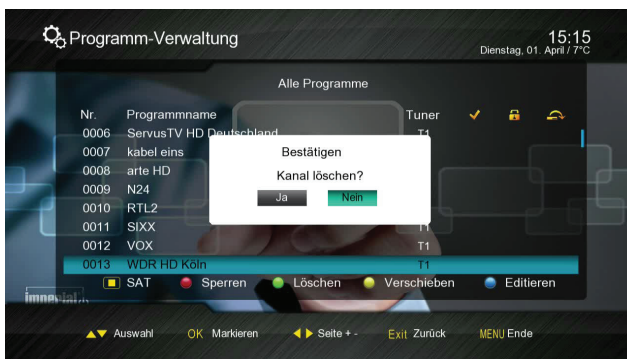 Programm-Verwaltung
15:15
Dienstag, 01. April / 7°C
Alle Programme
Nr. Programmname Tuner
0006 ServusTV HD Deutschland T1
0007 kabel eins
0008 arte HD
0009 N24
0010 RTL2
0011 SIXX T1
0012 VOX T1
0013 WDR HD Köln T1
Bestätigen
Kanal löschen?
Ja Nein
SAT Sperren Löschen Verschieben Editieren
imperial
Auswahl OK Markieren Seite + - Exit Zurück MENU Ende